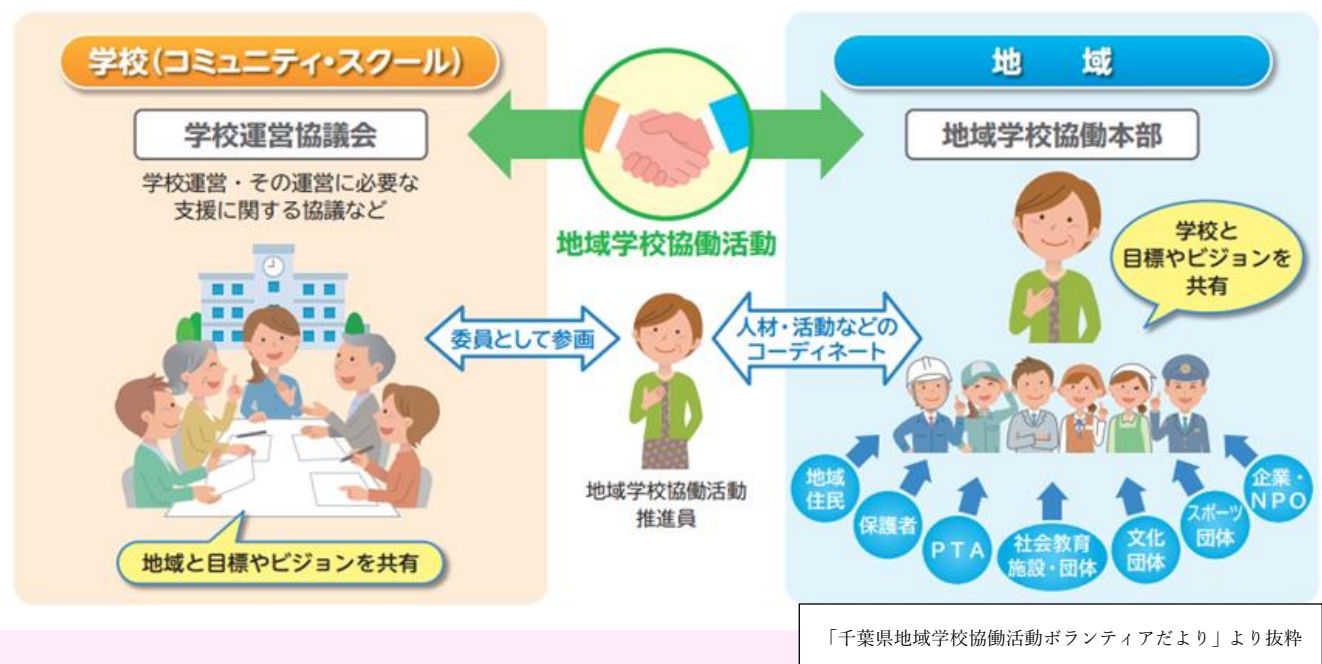 学校(コミュニティ・スクール)
学校運営協議会
学校運営・その運営に必要な
支援に関する協議など
地域と目標やビジョンを共有
地域学校協働活動
委員として参画
人材・活動などの
コーディネート
地域学校協働活動
推進員
地 域
地域学校協働本部
学校と
目標やビジョンを
共有
地域
住民
保護者
PTA
社会教育
施設・団体
文化
団体
スポーツ
団体
企業・
NPO
「千葉県地域学校協働活動ボランティアだより」より抜粋